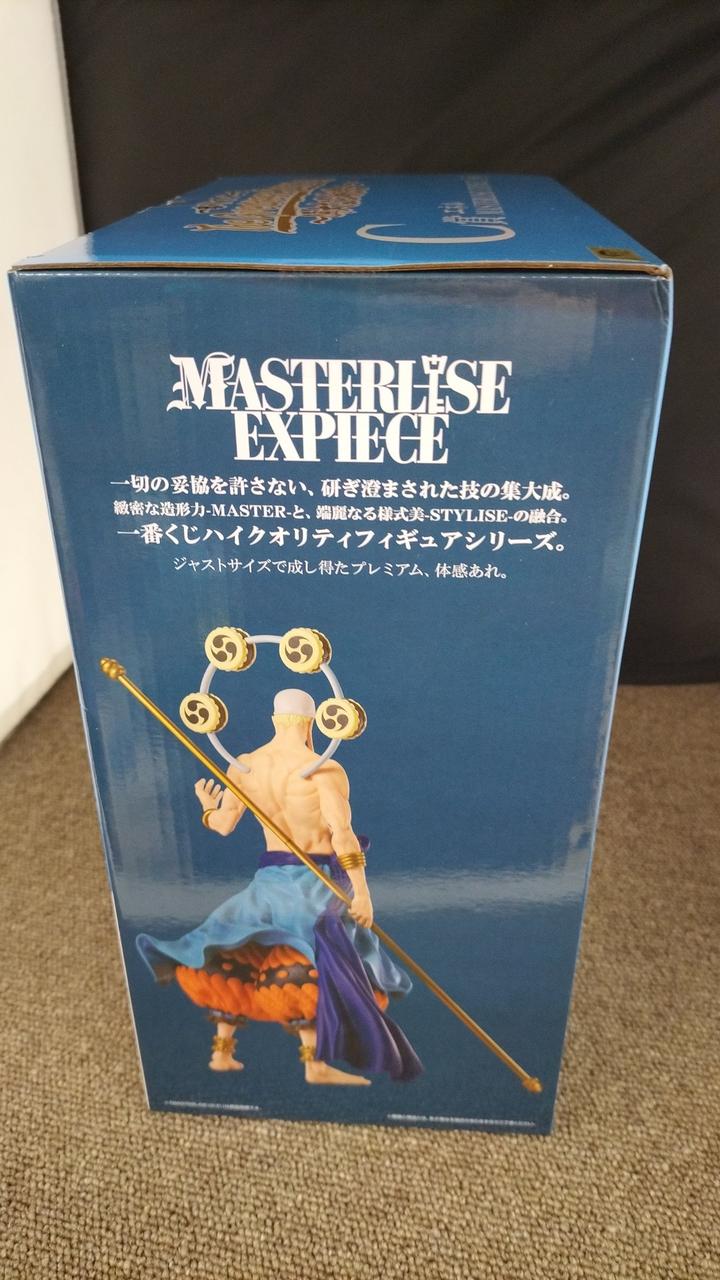 C賞
MASTERLISE
EXPIECE
一切の妥協を許さない、研ぎ澄まされた技の集大成。
緻密な造形力-MASTER-と、端麗なる様式美-STYLISE-の融合。
一番くじハイクオリティフィギュアシリーズ。
ジャストサイズで成し得たプレミアム、体感あれ。